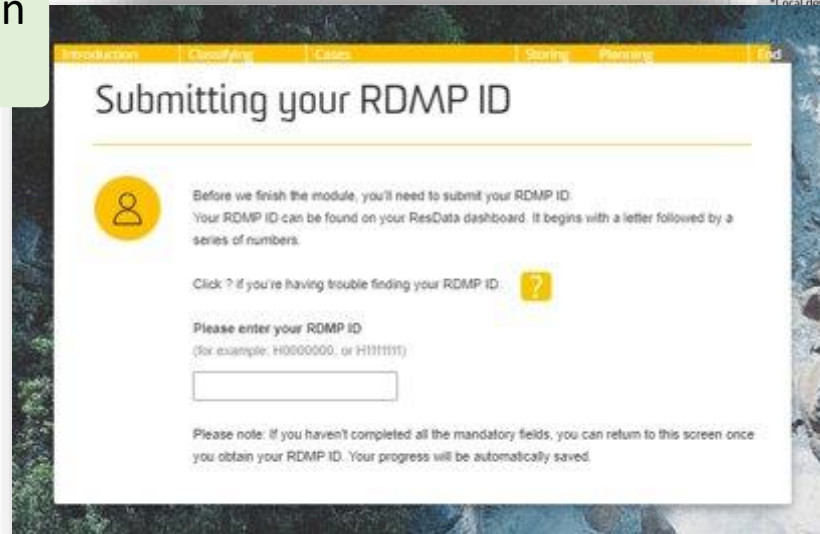 n
*Local de
Introduction Classifying Cases Storing Planning End
Submitting your RDMP ID
Before we finish the module, you'll need to submit your RDMP ID.
Your RDMP ID can be found on your ResData dashboard. It begins with a letter followed by a
series of numbers.
Click ? if you're having trouble finding your RDMP ID. ?
Please enter your RDMP ID
(for example: H0000000, or H1111111)
Please note: If you haven't completed all the mandatory fields, you can return to this screen once
you obtain your RDMP ID. Your progress will be automatically saved.